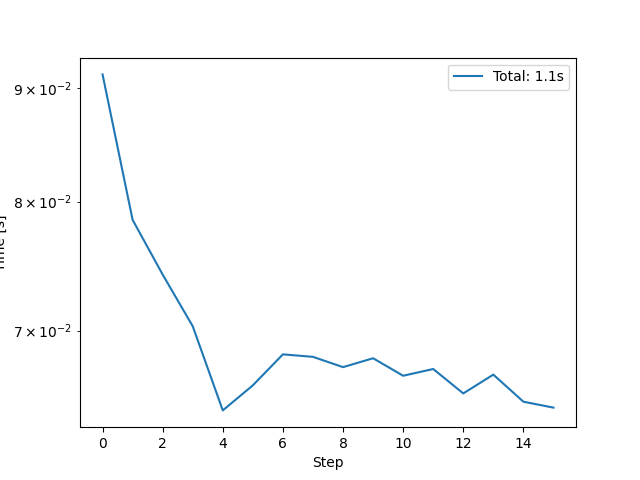 Total: 1.1s
9 × 10⁻²
8 × 10⁻²
7 × 10⁻²
Time [s]
0 2 4 6 8 10 12 14
Step